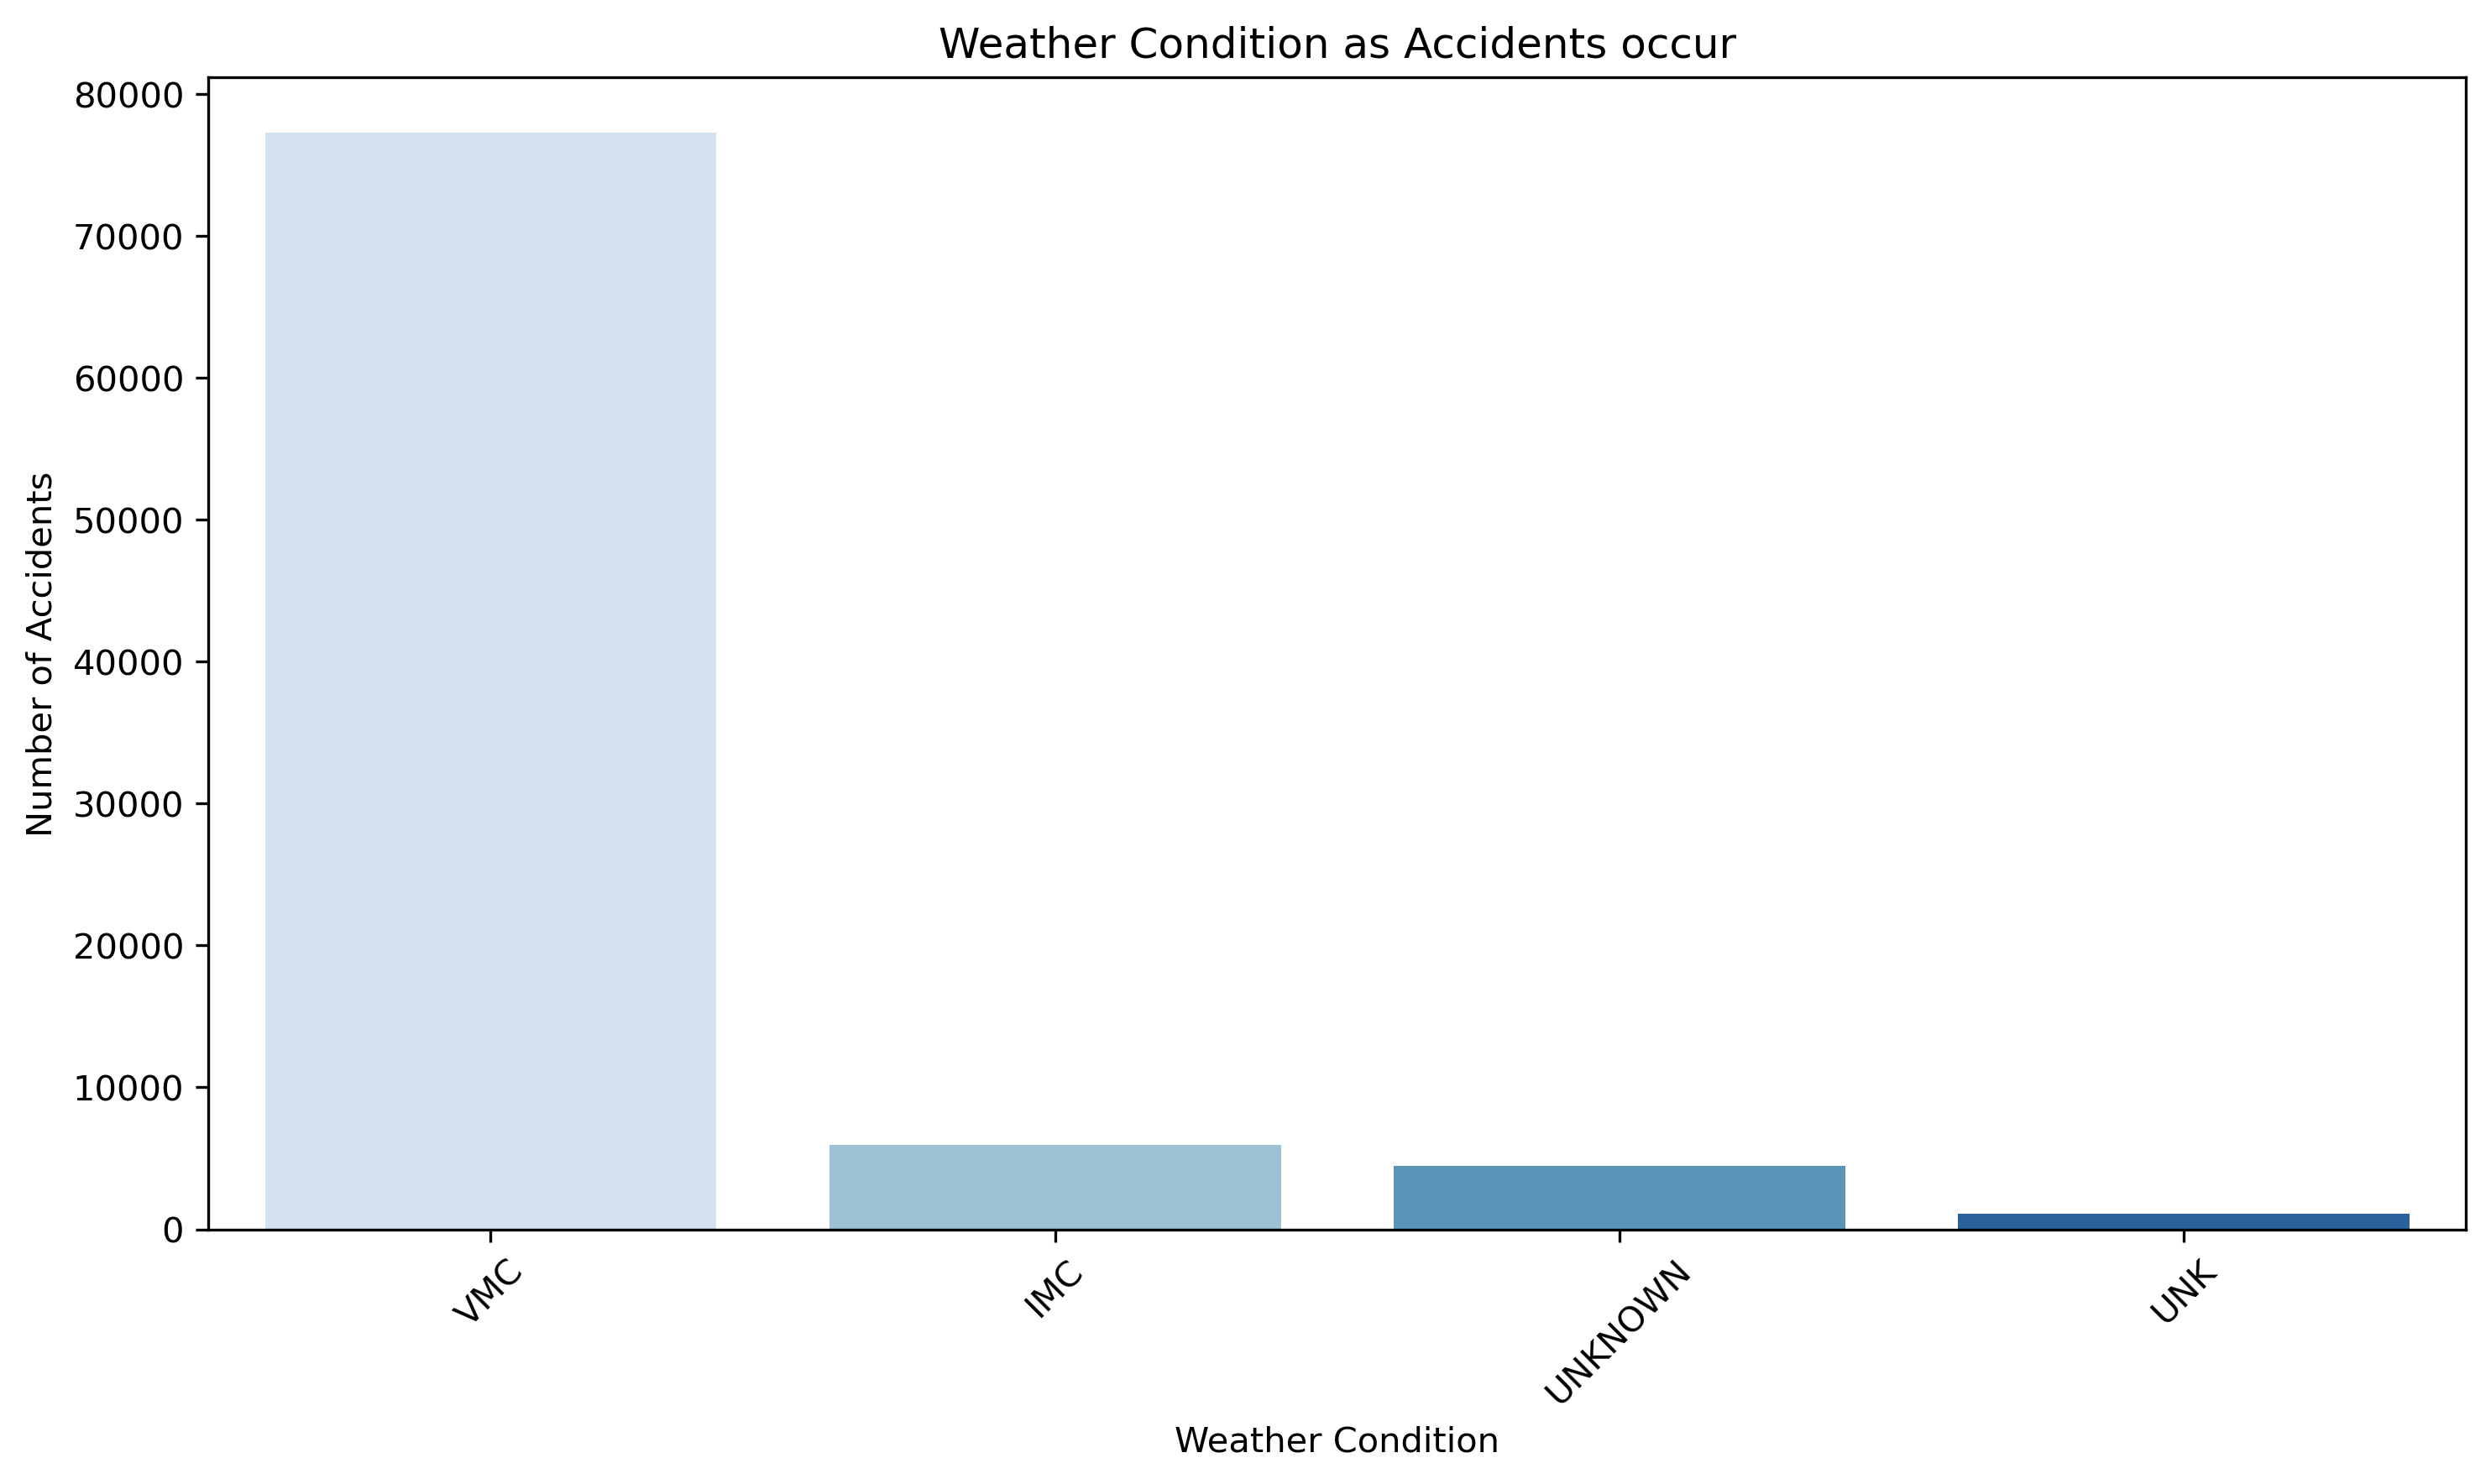 Weather Condition as Accidents occur
Number of Accidents
80000
70000
60000
50000
40000
30000
20000
10000
0
VMC
IMC
UNKNOWN
UNK
Weather Condition